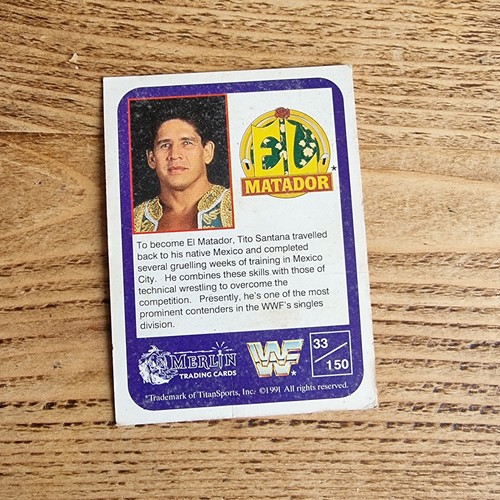 EL
MATADOR
*
To become El Matador, Tito Santana travelled
back to his native Mexico and completed
several gruelling weeks of training in Mexico
City. He combines these skills with those of
technical wrestling to overcome the
competition. Presently, he's one of the most
prominent contenders in the WWF's singles
division.
MERLIN
TRADING CARDS
WF
33
150
*Trademark of TitanSports, Inc. ©1991 All rights reserved.